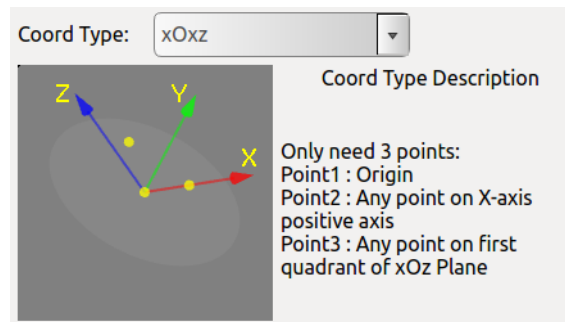 Coord Type: xOxz
Coord Type Description
Z
Y
X
Only need 3 points:
Point1 : Origin
Point2 : Any point on X-axis
positive axis
Point3 : Any point on first
quadrant of xOz Plane